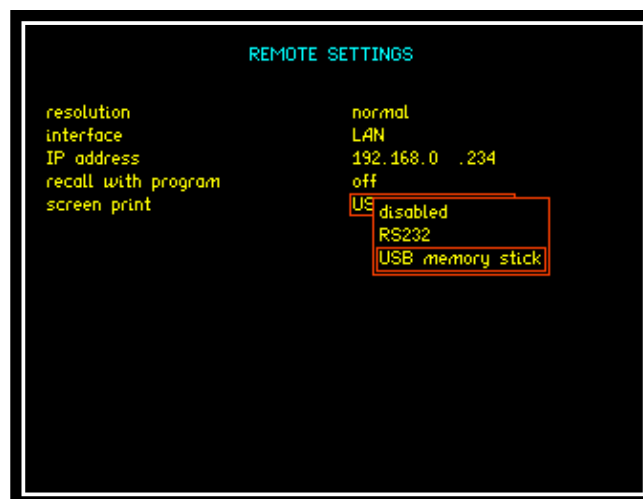 REMOTE SETTINGS
resolution normal
interface LAN
IP address 192.168.0 .234
recall with program off
screen print US
disabled
RS232
USB memory stick